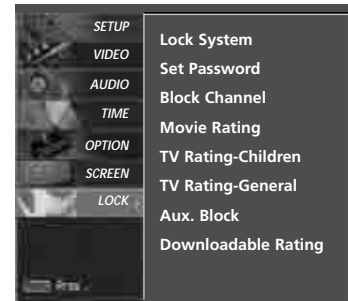 SETUP
VIDEO
AUDIO
TIME
OPTION
SCREEN
LOCK
Lock System
Set Password
Block Channel
Movie Rating
TV Rating-Children
TV Rating-General
Aux. Block
Downloadable Rating